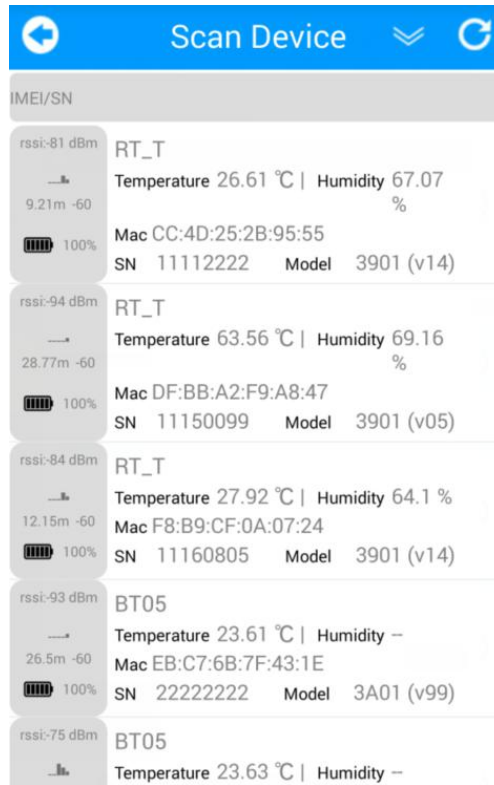 Scan Device
IMEI/SN
rssi:-81 dBm
RT_T
Temperature 26.61 ℃ | Humidity 67.07 %
9.21m -60
Mac CC:4D:25:2B:95:55
100%
SN 11112222 Model 3901 (v14)
rssi:-94 dBm
RT_T
Temperature 63.56 ℃ | Humidity 69.16 %
28.77m -60
Mac DF:BB:A2:F9:A8:47
100%
SN 11150099 Model 3901 (v05)
rssi:-84 dBm
RT_T
Temperature 27.92 ℃ | Humidity 64.1 %
12.15m -60
Mac F8:B9:CF:0A:07:24
100%
SN 11160805 Model 3901 (v14)
rssi:-93 dBm
BT05
Temperature 23.61 ℃ | Humidity --
26.5m -60
Mac EB:C7:6B:7F:43:1E
100%
SN 22222222 Model 3A01 (v99)
rssi:-75 dBm
BT05
Temperature 23.63 ℃ | Humidity --